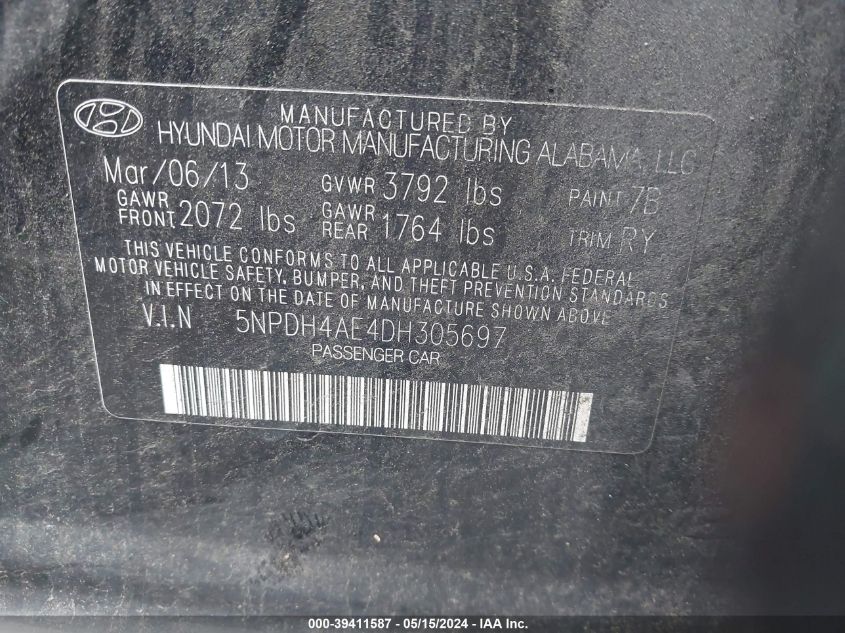 MANUFACTURED BY
HYUNDAI MOTOR MANUFACTURING ALABAMA, LLC
Mar/06/13 GVWR 3792 lbs PAINT 7B
GAWR FRONT 2072 lbs GAWR REAR 1764 lbs TRIM RY
THIS VEHICLE CONFORMS TO ALL APPLICABLE U.S.A. FEDERAL
MOTOR VEHICLE SAFETY, BUMPER, AND THEFT PREVENTION STANDARDS
IN EFFECT ON THE DATE OF MANUFACTURE SHOWN ABOVE
V.I.N 5NPDH4AE4DH305697
PASSENGER CAR
000-39411587 - 05/15/2024 - IAA, Inc.